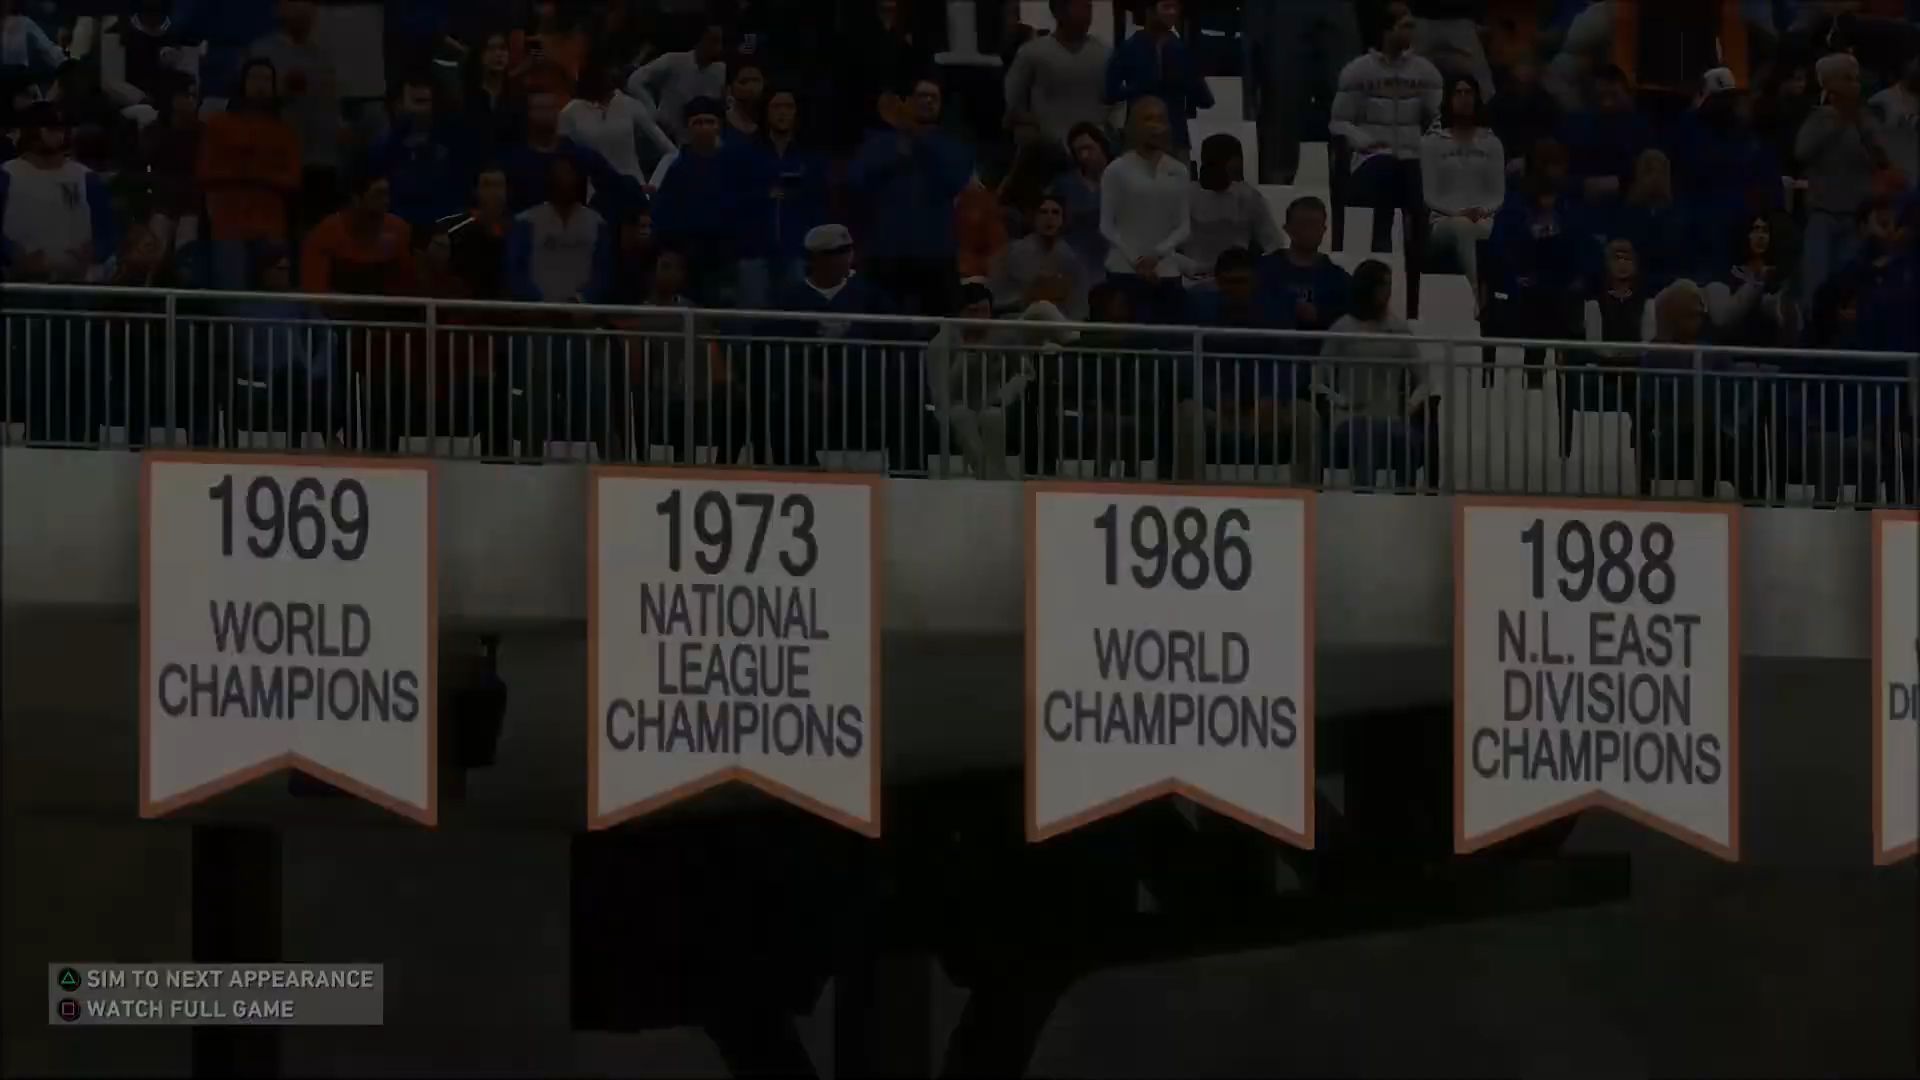 1969
WORLD
CHAMPIONS
1973
NATIONAL
LEAGUE
CHAMPIONS
1986
WORLD
CHAMPIONS
1988
N.L. EAST
DIVISION
CHAMPIONS
DI
SIM TO NEXT APPEARANCE
WATCH FULL GAME